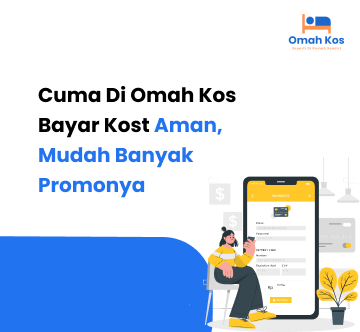 Omah Kos
Cuma Di Omah Kos
Bayar Kost Aman,
Mudah Banyak
Promonya
$
$